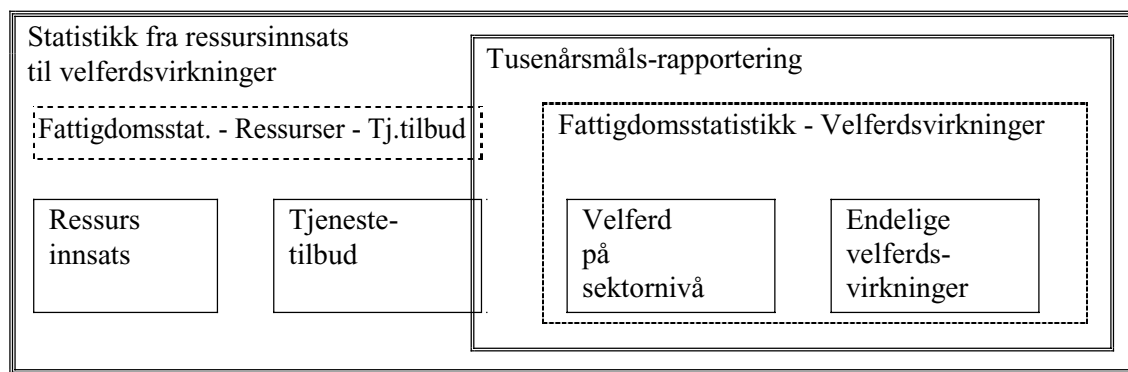 Statistikk fra ressursinnsats
til velferdsvirkninger
Tusenårsmåls-rapportering
Fattigdomsstat. - Ressurser - Tj.tilbud
Fattigdomsstatistikk - Velferdsvirkninger
Ressurs
innsats
Tjeneste-
tilbud
Velferd
på
sektornivå
Endelige
velferds-
virkninger